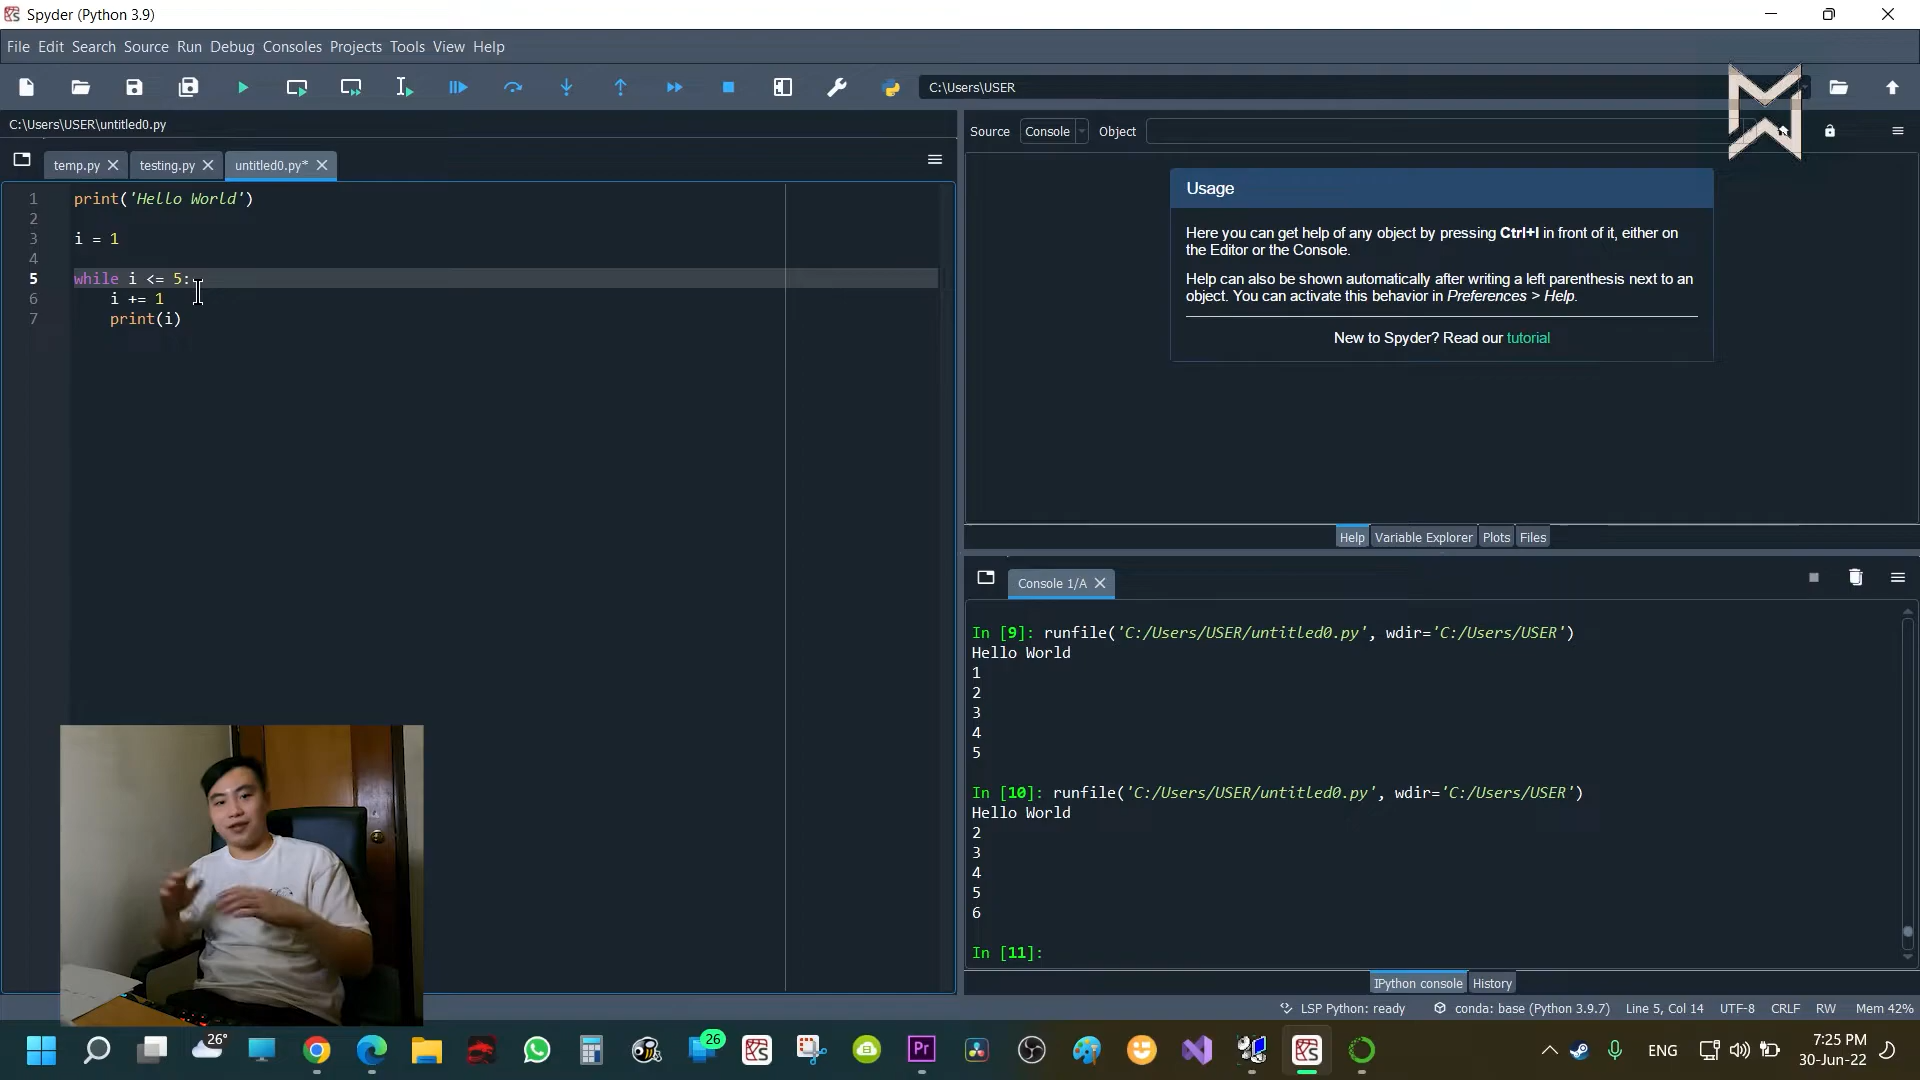 Spyder (Python 3.9)
File Edit Search Source Run Debug Consoles Projects Tools View Help
C:\Users\USER
C:\Users\USER\untitled0.py
Source Console Object
temp.py testing.py untitled0.py*
1 print('Hello World')
2
3 i = 1
4
5 while i <= 5:
6 i += 1
7 print(i)
Usage
Here you can get help of any object by pressing Ctrl+I in front of it, either on
the Editor or the Console.
Help can also be shown automatically after writing a left parenthesis next to an
object. You can activate this behavior in Preferences > Help.
New to Spyder? Read our tutorial
Help Variable Explorer Plots Files
Console 1/A
In [9]: runfile('C:/Users/USER/untitled0.py', wdir='C:/Users/USER')
Hello World
1
2
3
4
5
In [10]: runfile('C:/Users/USER/untitled0.py', wdir='C:/Users/USER')
Hello World
2
3
4
5
6
In [11]:
IPython console History
LSP Python: ready conda: base (Python 3.9.7) Line 5, Col 14 UTF-8 CRLF RW Mem 42%
26° 26 Pr ENG 7:25 PM
30-Jun-22